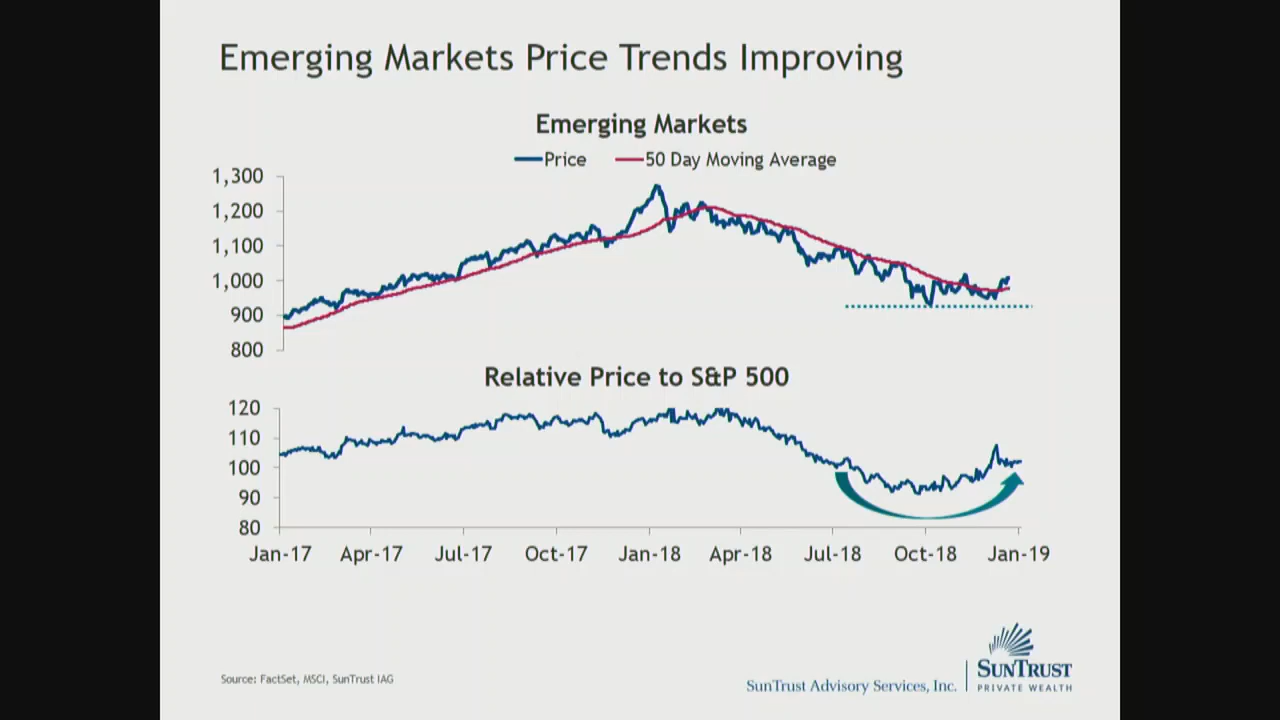 Emerging Markets Price Trends Improving
Emerging Markets
Price 50 Day Moving Average
1,300
1,200
1,100
1,000
900
800
Relative Price to S&P 500
120
110
100
90
80
Jan-17 Apr-17 Jul-17 Oct-17 Jan-18 Apr-18 Jul-18 Oct-18 Jan-19
Source: FactSet, MSCI, SunTrust IAG
SunTrust Advisory Services, Inc.
SUNTRUST
PRIVATE WEALTH